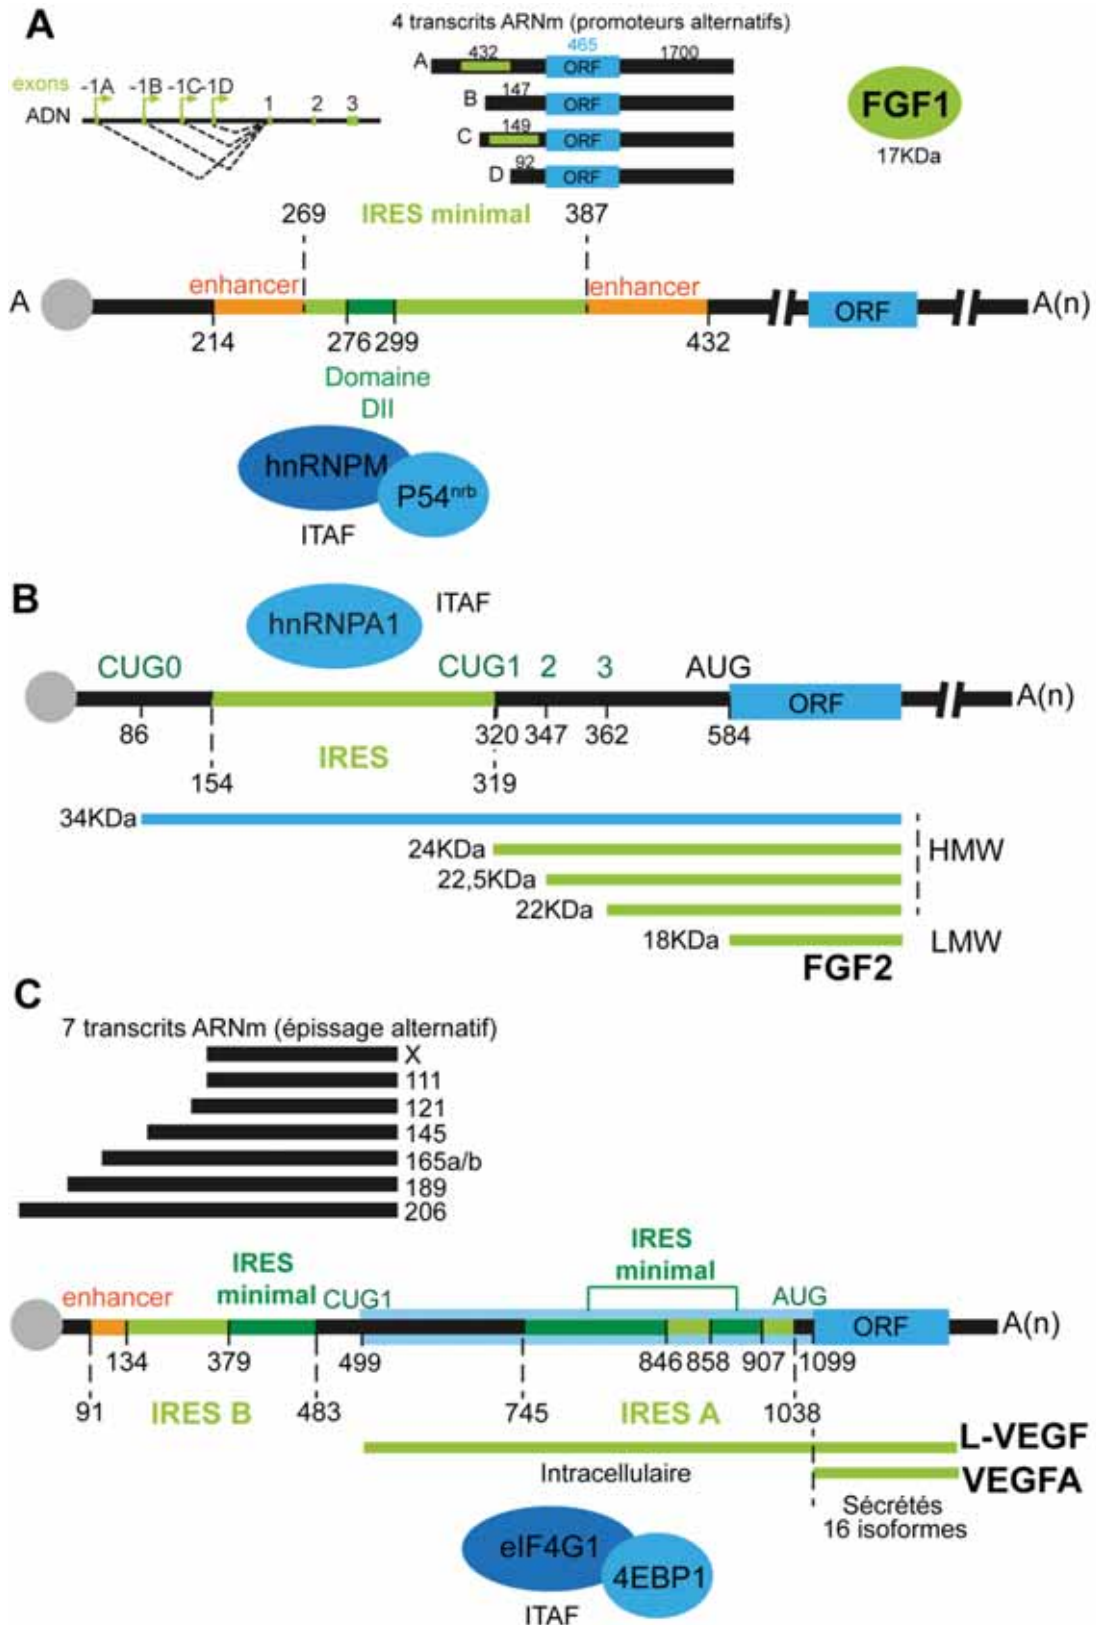 A
4 transcrits ARNm (promoteurs alternatifs)
exons -1A -1B -1C -1D
ADN 1 2 3
A 432 465 ORF 1700
B 147 ORF
C 149 ORF
D 92 ORF
FGF1
17KDa
269 IRES minimal 387
enhancer enhancer
A ORF A(n)
214 276 299 432
Domaine
DII
hnRNPM
P54nrb
ITAF
B
hnRNPA1 ITAF
CUG0 CUG1 2 3 AUG
ORF A(n)
86 320 347 362 584
IRES
154 319
34KDa
24KDa HMW
22,5KDa
22KDa
18KDa LMW
FGF2
C
7 transcrits ARNm (épissage alternatif)
X
111
121
145
165a/b
189
206
IRES
minimal
IRES
minimal
enhancer CUG1 AUG
ORF A(n)
134 379 499 846 858 907 1099
91 IRES B 483 745 IRES A 1038
L-VEGF
Intracellulaire VEGFA
Sécrétés
16 isoformes
eIF4G1
4EBP1
ITAF